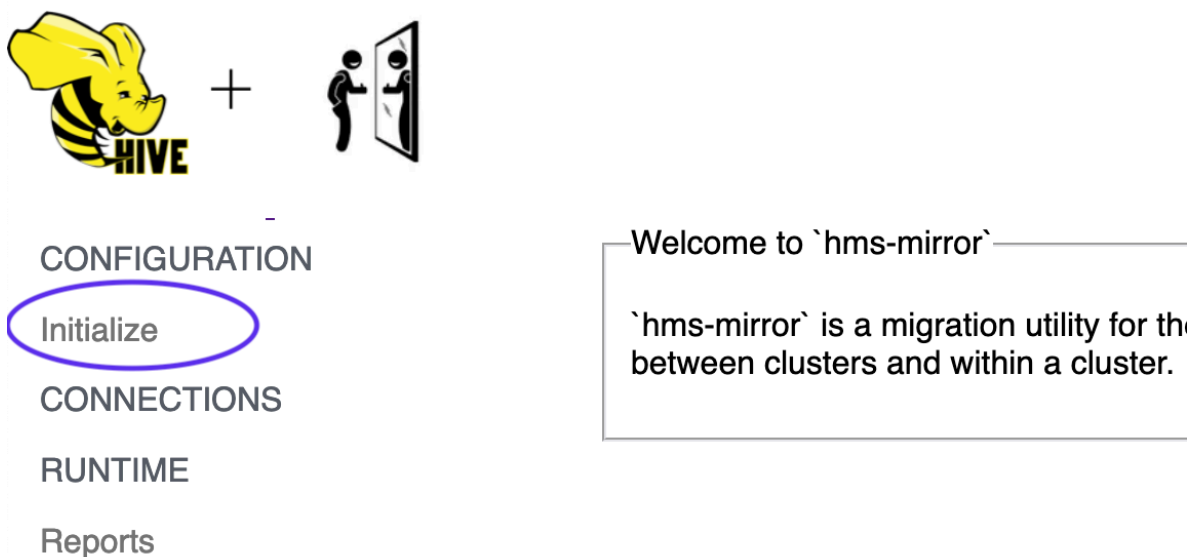 HIVE
+
CONFIGURATION
Initialize
CONNECTIONS
RUNTIME
Reports
Welcome to `hms-mirror`
`hms-mirror` is a migration utility for the
between clusters and within a cluster.